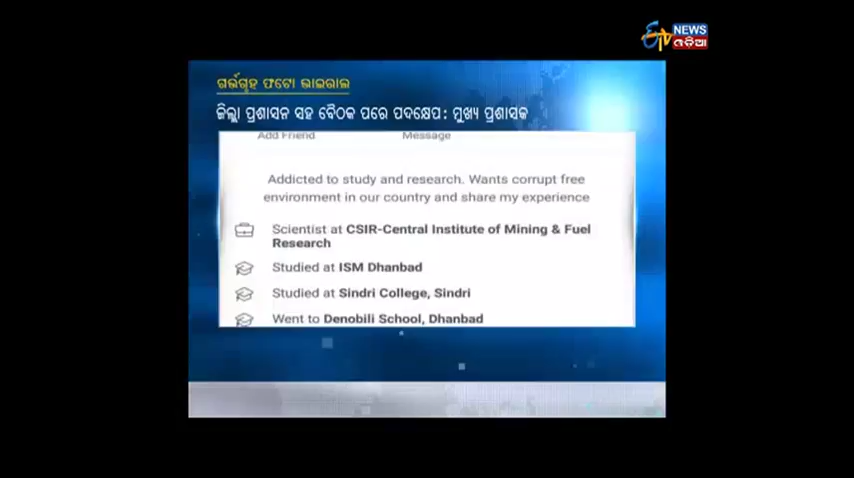 ETV NEWS
ଓଡ଼ିଆ
ଗର୍ଭଗୃହ ଫଟୋ ଭାଇରାଲ
ଜିଲ୍ଲା ପ୍ରଶାସନ ସହ ବୈଠକ ପରେ ପଦକ୍ଷେପ: ମୁଖ୍ୟ ପ୍ରଶାସକ
Add Friend Message
Addicted to study and research. Wants corrupt free
environment in our country and share my experience
Scientist at CSIR-Central Institute of Mining & Fuel
Research
Studied at ISM Dhanbad
Studied at Sindri College, Sindri
Went to Denobili School, Dhanbad